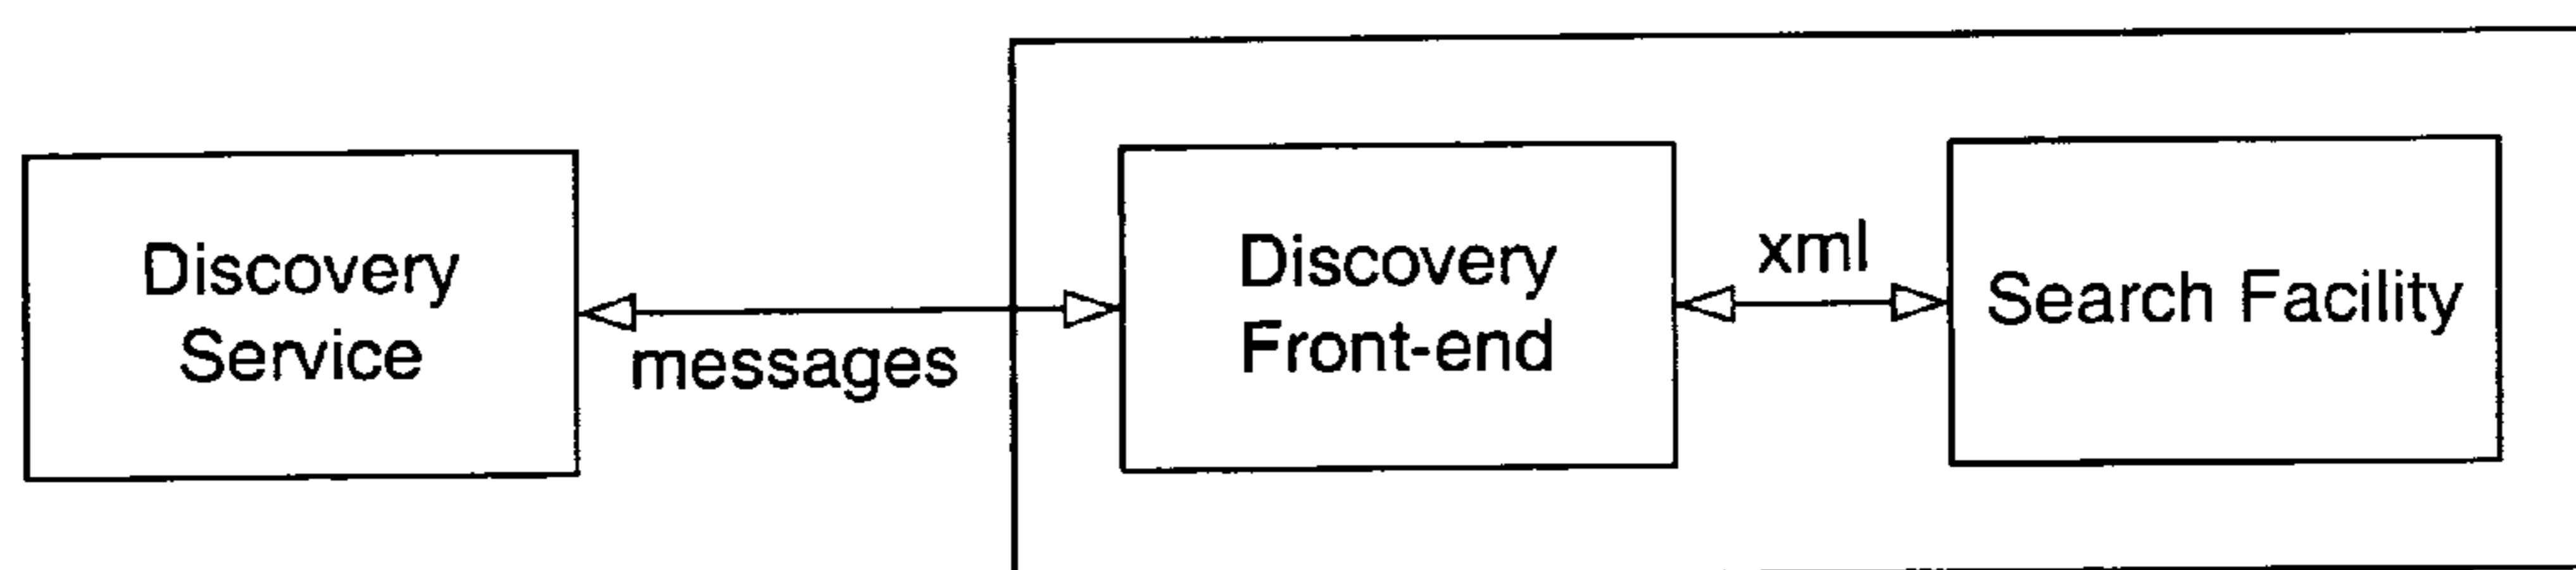 Discovery
Service
messages
Discovery
Front-end
xml
Search Facility